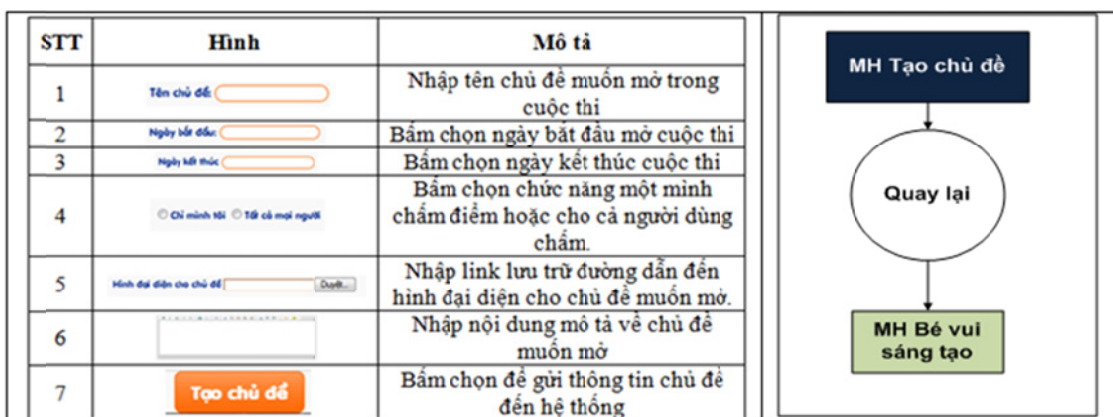 STT Hình Mô tả
1 Tên chủ đề: Nhập tên chủ đề muốn mở trong
cuộc thi
2 Ngày bắt đầu: Bấm chọn ngày bắt đầu mở cuộc thi
3 Ngày kết thúc Bấm chọn ngày kết thúc cuộc thi
Bấm chọn chức năng một mình
4 Chỉ mình tôi Tất cả mọi người chấm điểm hoặc cho cả người dùng
chấm.
5 Hình đại diện cho chủ đề Duyệt... Nhập link lưu trữ đường dẫn đến
hình đại diện cho chủ đề muốn mở.
6 Nhập nội dung mô tả về chủ đề
muốn mở
7 Tạo chủ đề Bấm chọn để gửi thông tin chủ đề
đến hệ thống
MH Tạo chủ đề
Quay lại
MH Bé vui
sáng tạo